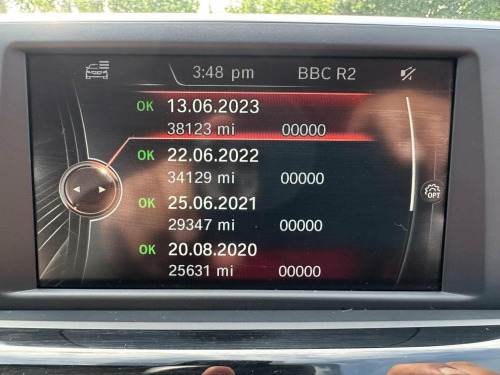 3:48 pm BBC R2
OK 13.06.2023
38123 mi 00000
OK 22.06.2022
34129 mi 00000
OK 25.06.2021
29347 mi 00000
OPT
OK 20.08.2020
25631 mi 00000